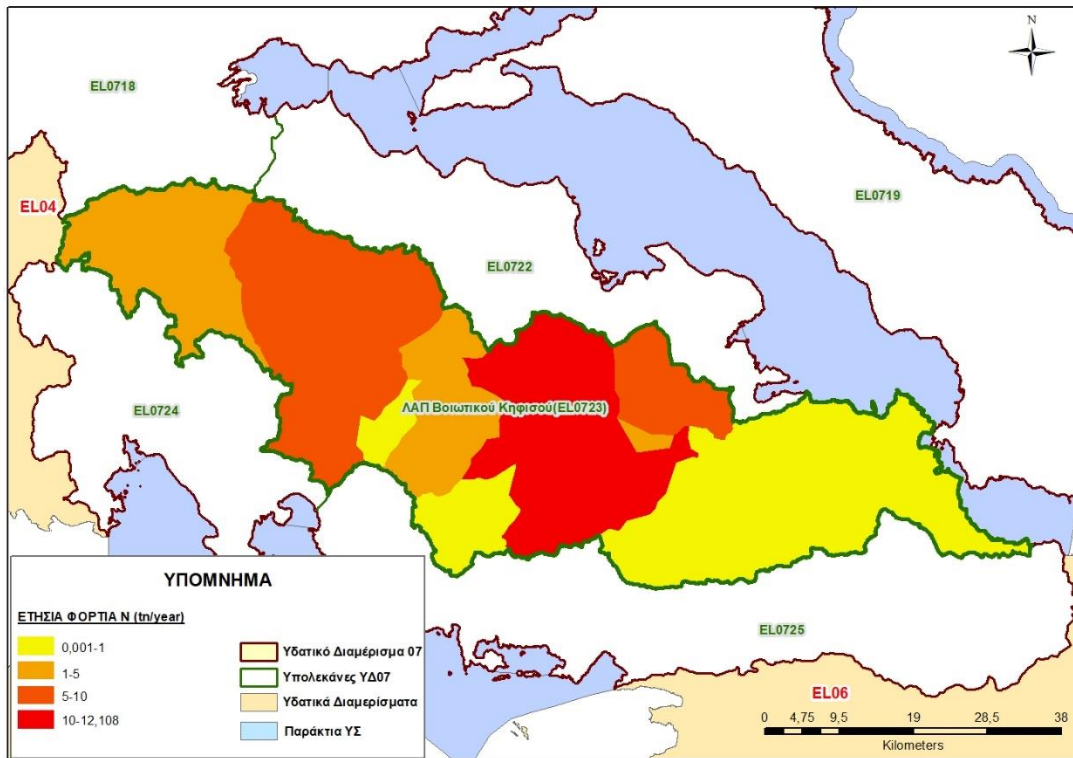 N
EL0718
EL04
EL0719
EL0722
ΛΑΠ Βοιωτικού Κηφισού(EL0723)
EL0724
EL0725
EL06
ΥΠΟΜΝΗΜΑ
ΕΤΗΣΙΑ ΦΟΡΤΙΑ Ν (tn/year)
0,001-1
1-5
5-10
10-12,108
Υδατικό Διαμέρισμα 07
Υπολεκάνες ΥΔ07
Υδατικά Διαμερίσματα
Παράκτια ΥΣ
0 4,75 9,5 19 28,5 38
Kilometers